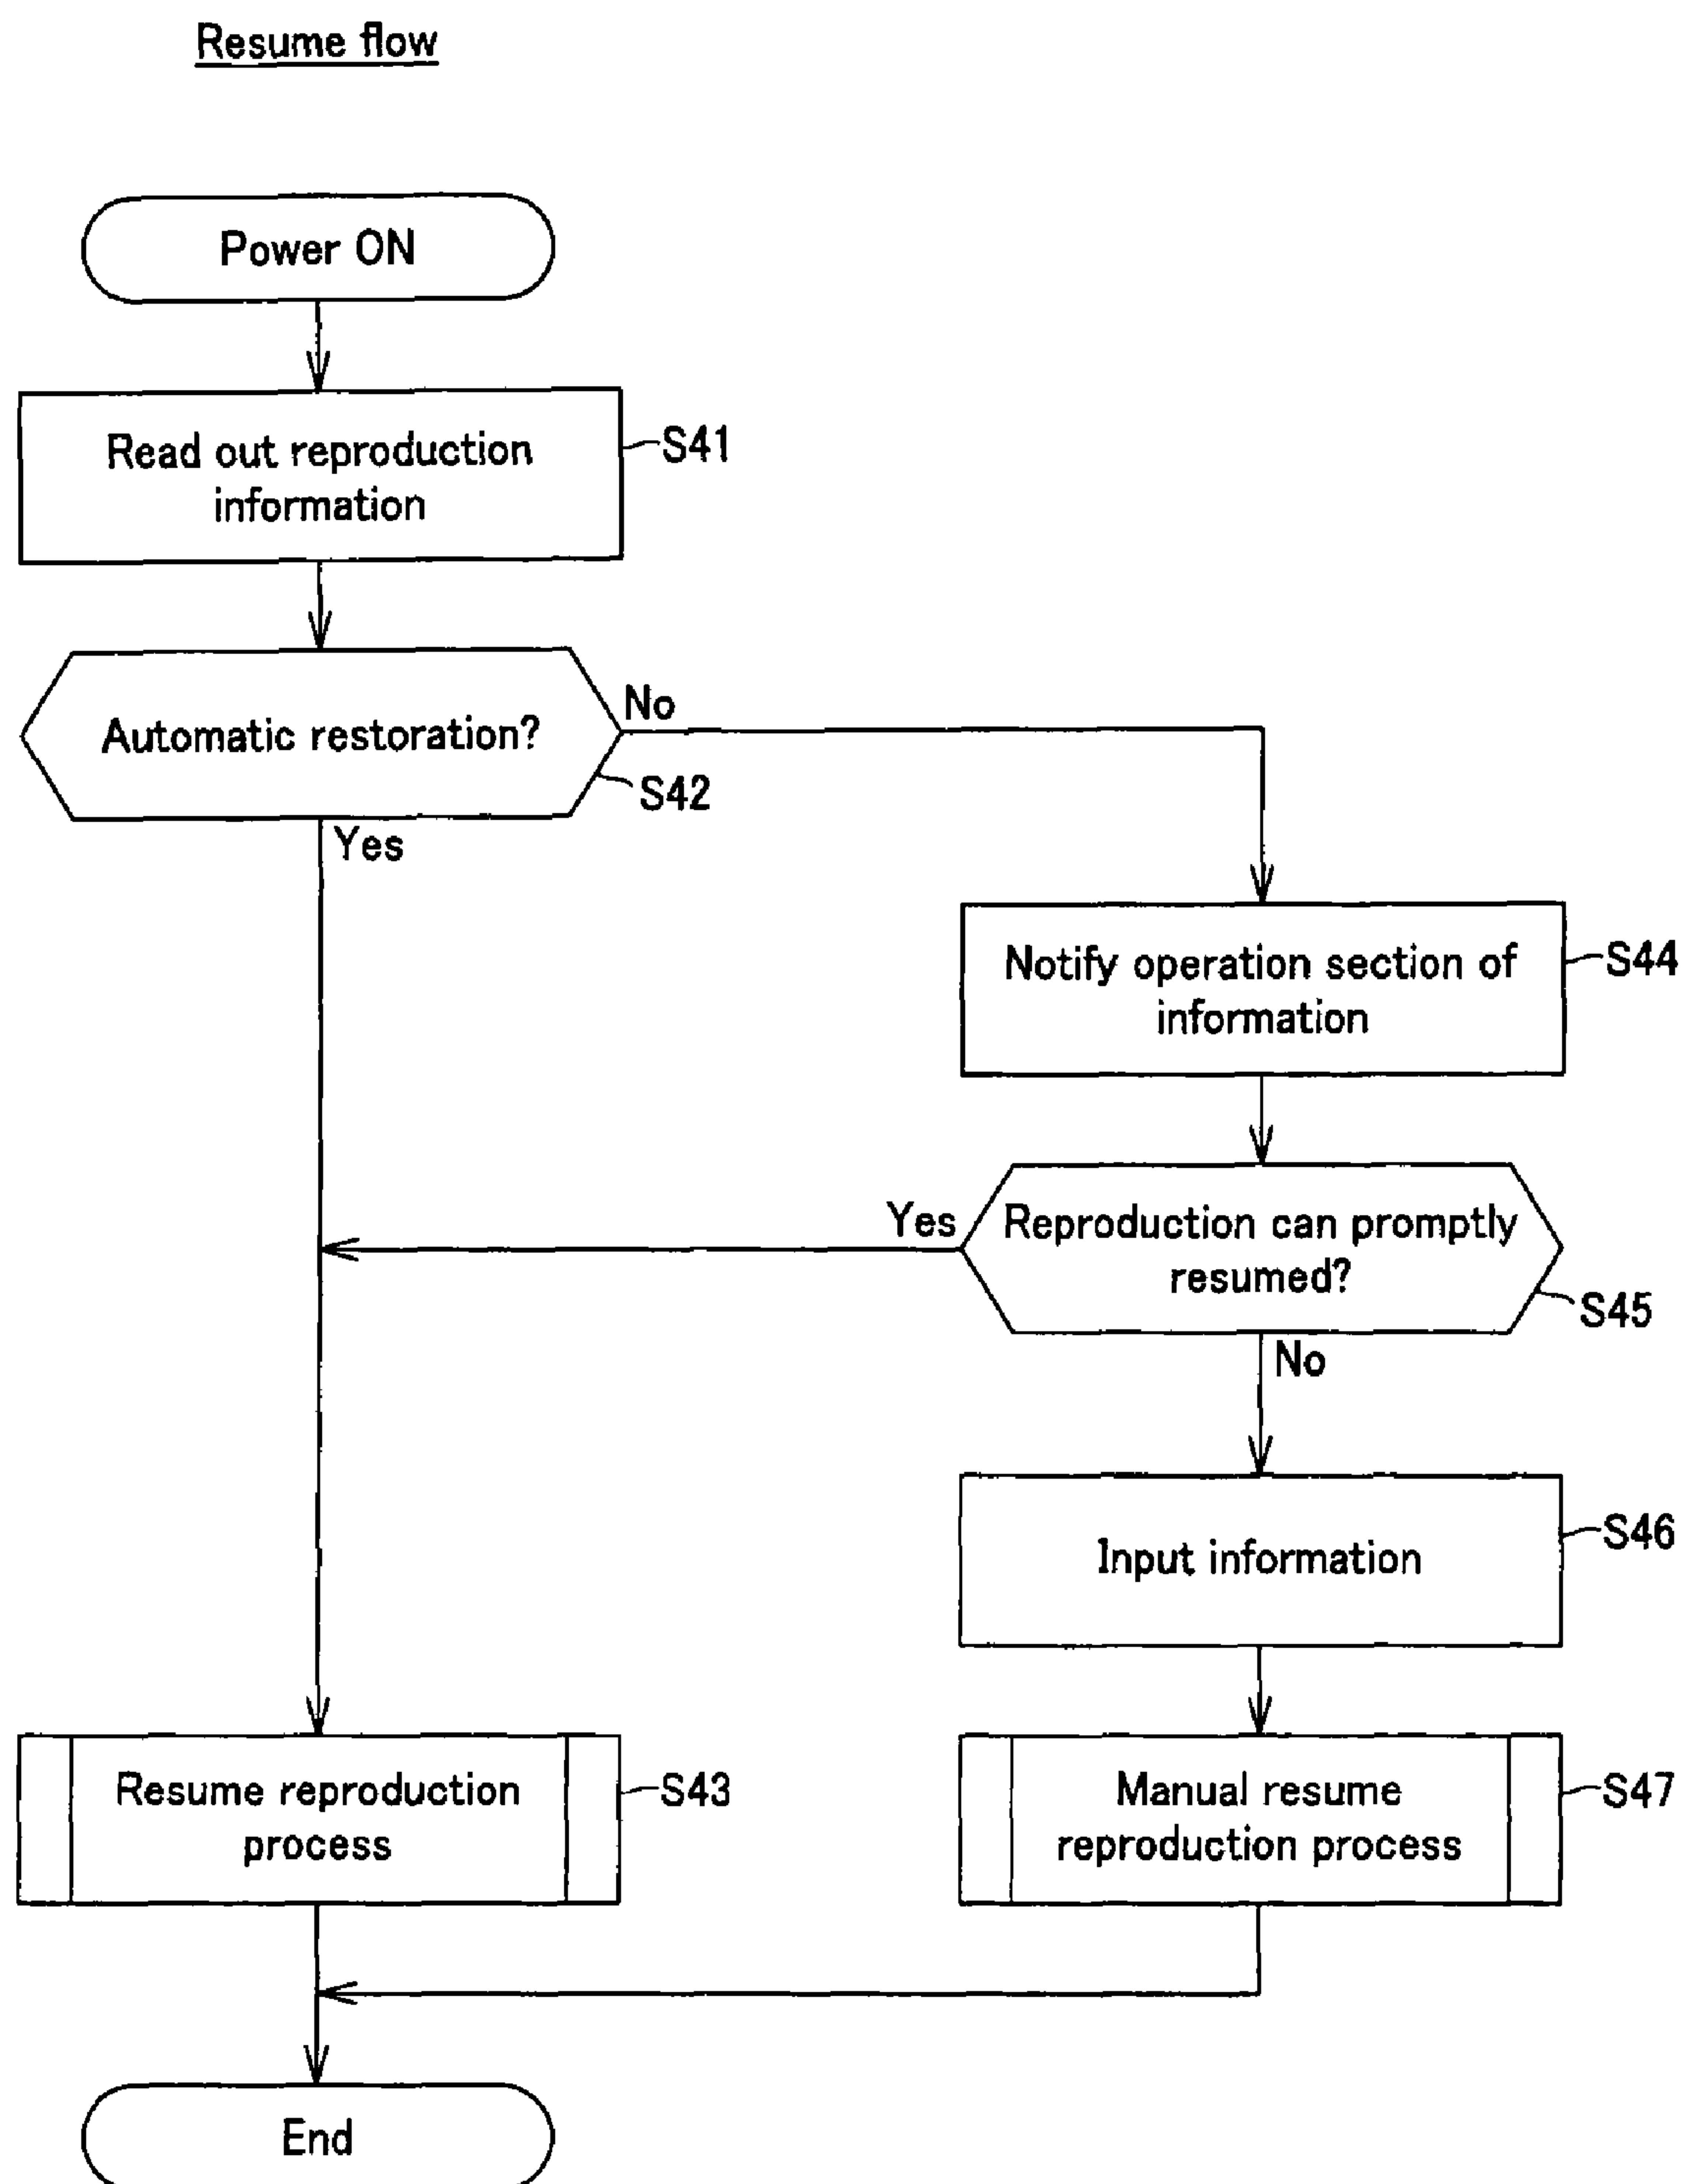 Resume flow
Power ON
Read out reproduction
information
S41
Automatic restoration?
No
S42
Yes
Notify operation section of
information
S44
Yes
Reproduction can promptly
resumed?
S45
No
Input information
S46
Resume reproduction
process
S43
Manual resume
reproduction process
S47
End